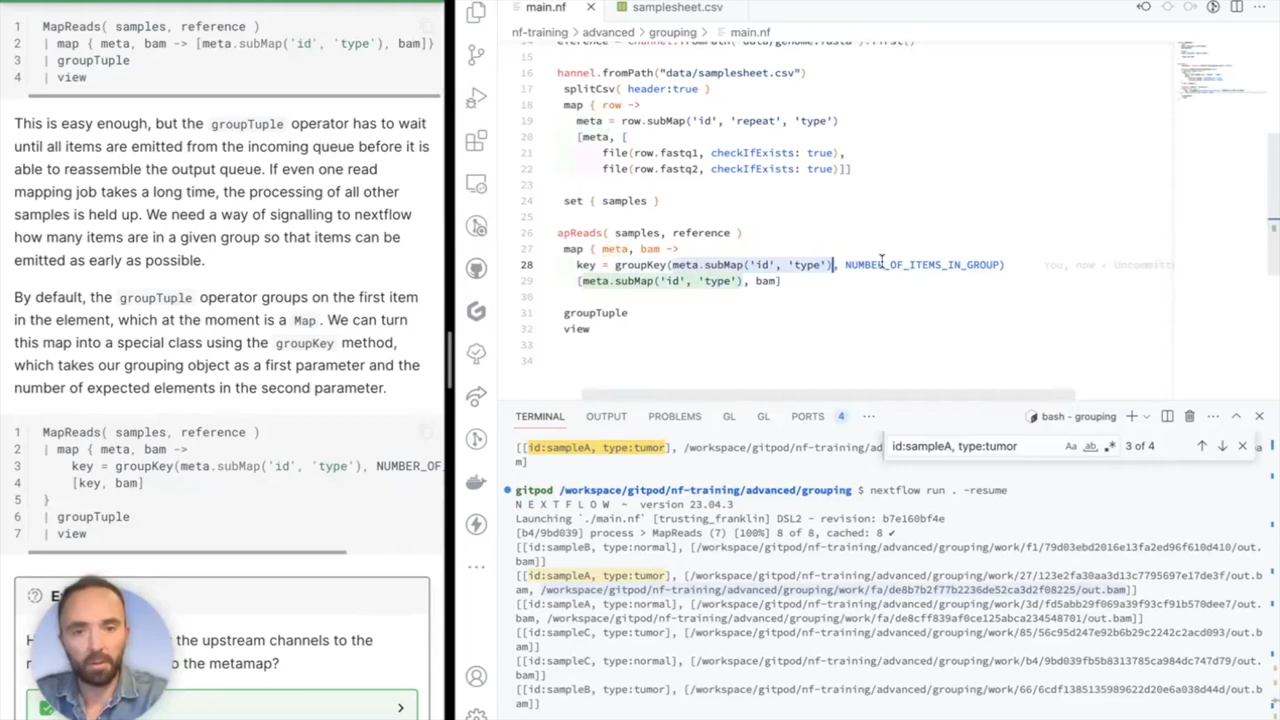 MapReads( samples, reference )
1
2 | map { meta, bam -> [meta.subMap('id', 'type'), bam]}
3 | groupTuple
4 | view
This is easy enough, but the groupTuple operator has to wait
until all items are emitted from the incoming queue before it is
able to reassemble the output queue. If even one read
mapping job takes a long time, the processing of all other
samples is held up. We need a way of signalling to nextflow
how many items are in a given group so that items can be
emitted as early as possible.
By default, the groupTuple operator groups on the first item
in the element, which at the moment is a Map. We can turn
this map into a special class using the groupKey method,
which takes our grouping object as a first parameter and the
number of expected elements in the second parameter.
1 MapReads( samples, reference )
2 | map { meta, bam ->
3 key = groupKey(meta.subMap('id', 'type'), NUMBER_OF_
4 [key, bam]
5 }
6 | groupTuple
7 | view
the upstream channels to the
o the metamap?
main.nf
samplesheet.csv
nf-training > advanced > grouping > main.nf
15
16 hannel.fromPath("data/samplesheet.csv")
17 splitCsv( header:true )
18 map { row ->
19 meta = row.subMap('id', 'repeat', 'type')
20 [meta, [
21 file(row.fastq1, checkIfExists: true),
22 file(row.fastq2, checkIfExists: true)]]
23
24 set { samples }
25
26 apReads( samples, reference )
27 map { meta, bam ->
28 key = groupKey(meta.subMap('id', 'type'), NUMBER_OF_ITEMS_IN_GROUP) You, now • Uncommitte
29 [meta.subMap('id', 'type'), bam]
30
31 groupTuple
32 view
33
34
TERMINAL OUTPUT PROBLEMS GL GL PORTS 4 bash - grouping
id:sampleA, type:tumor Aa ab 3 of 4
[[id:sampleA, type:tumor], [/workspace/gitpod/nf-training/ad
m]
gitpod /workspace/gitpod/nf-training/advanced/grouping $ nextflow run . -resume
N E X T F L O W ~ version 23.04.3
Launching `./main.nf` [trusting_franklin] DSL2 - revision: b7e160bf4e
[b4/9bd039] process > MapReads (7) [100%] 8 of 8, cached: 8 ✔
[[id:sampleB, type:normal], [/workspace/gitpod/nf-training/advanced/grouping/work/f1/79d03ebd2016e13fa2ed96f610d410/out.
bam]]
[[id:sampleA, type:tumor], [/workspace/gitpod/nf-training/advanced/grouping/work/27/123e2fa30aa3d13c7795697e17de3f/out.b
am, /workspace/gitpod/nf-training/advanced/grouping/work/fa/de8b7b2f77b2236de52ca3d2f08225/out.bam]]
[[id:sampleA, type:normal], [/workspace/gitpod/nf-training/advanced/grouping/work/3d/fd5abb29f069a39f93cf91b570dee7/out.
bam, /workspace/gitpod/nf-training/advanced/grouping/work/fa/de8cff839af0ce125abca234548701/out.bam]]
[[id:sampleC, type:normal], [/workspace/gitpod/nf-training/advanced/grouping/work/85/56c95d247e92b6b29c2242c2acd093/out.
bam]]
[[id:sampleC, type:normal], [/workspace/gitpod/nf-training/advanced/grouping/work/b4/9bd039fb5b8313785ca984dc747d79/out.
bam]]
[[id:sampleB, type:tumor], [/workspace/gitpod/nf-training/advanced/grouping/work/66/6cdf1385135989622d20e6a038d44d/out.b
am]]